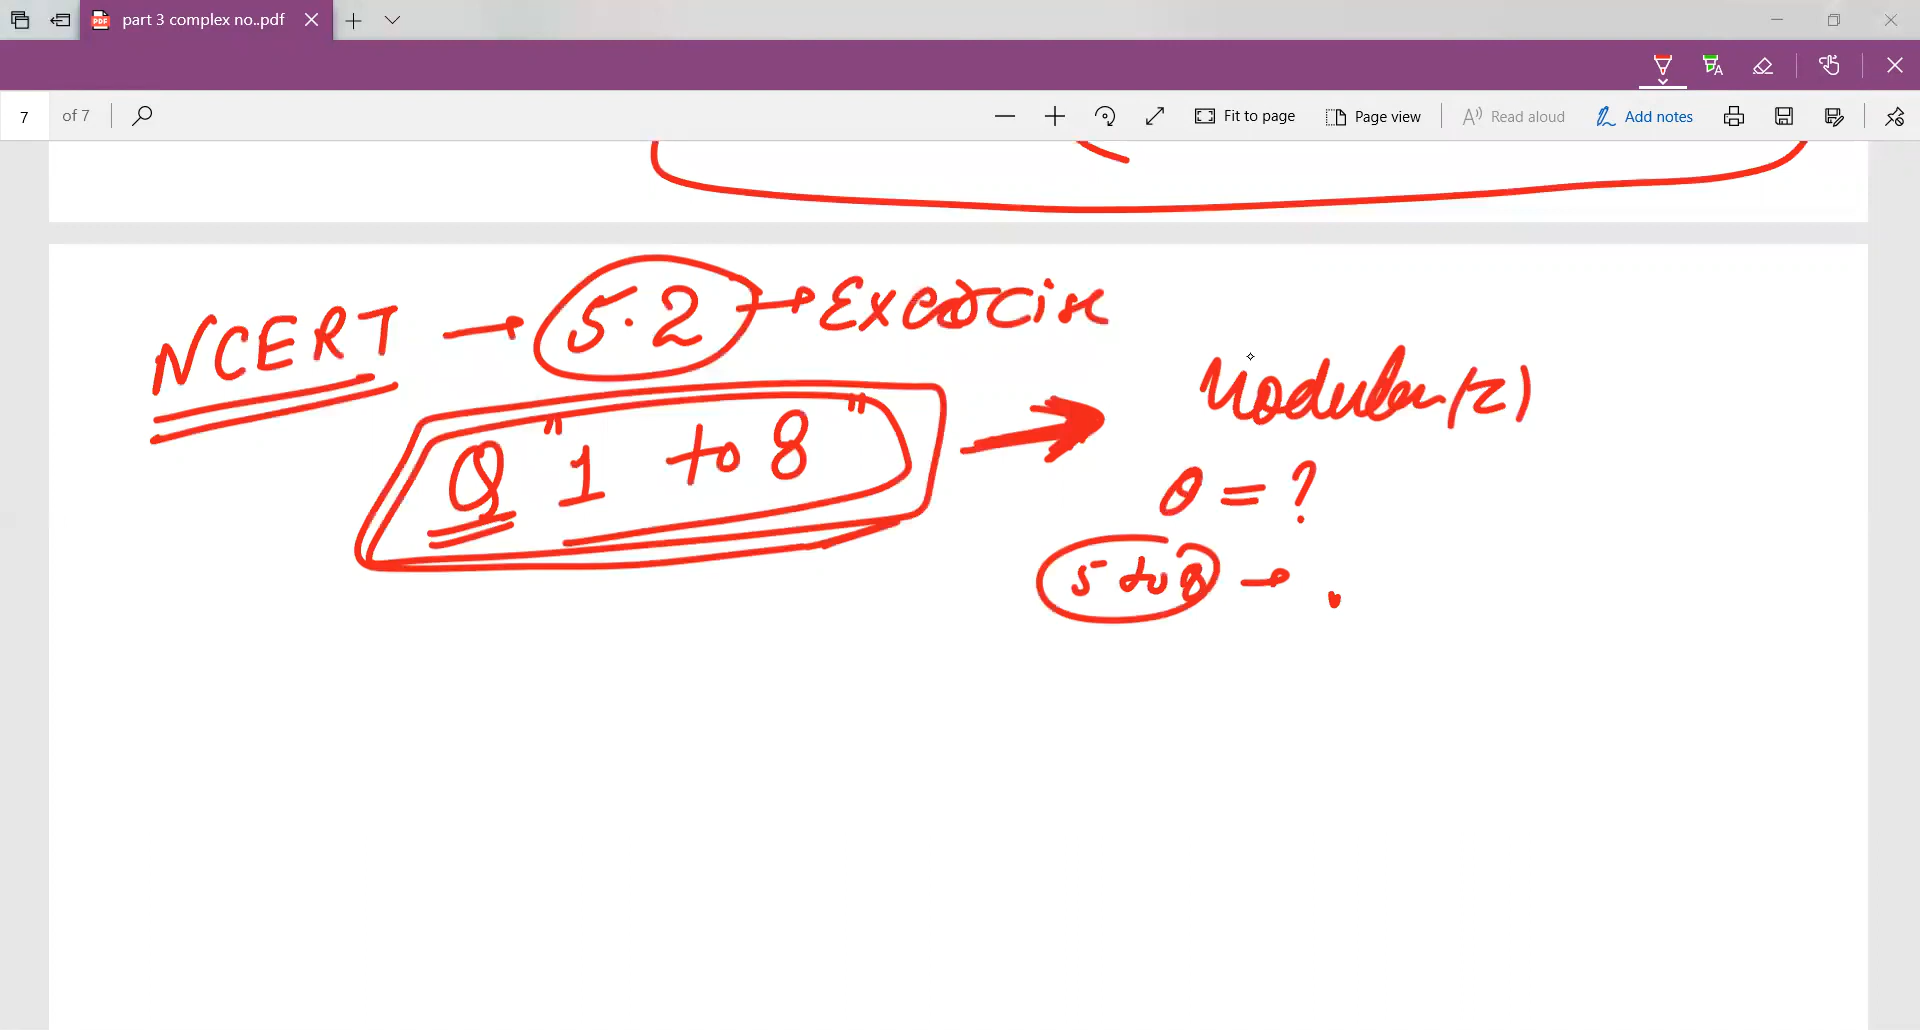 part 3 complex no..pdf
7 of 7
Fit to page
Page view
Read aloud
Add notes
NCERT → 5.2 → Exercise
Q "1 to 8" → Modulus (z)
θ = ?
5 to 8 →